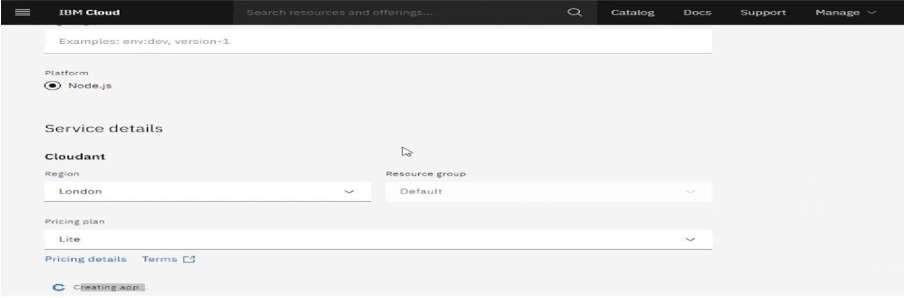 IBM Cloud Search resources and offerings... Catalog Docs Support Manage
Examples: env:dev, version-1
Platform
Node.js
Service details
Cloudant
Region Resource group
London Default
Pricing plan
Lite
Pricing details Terms
Creating app...